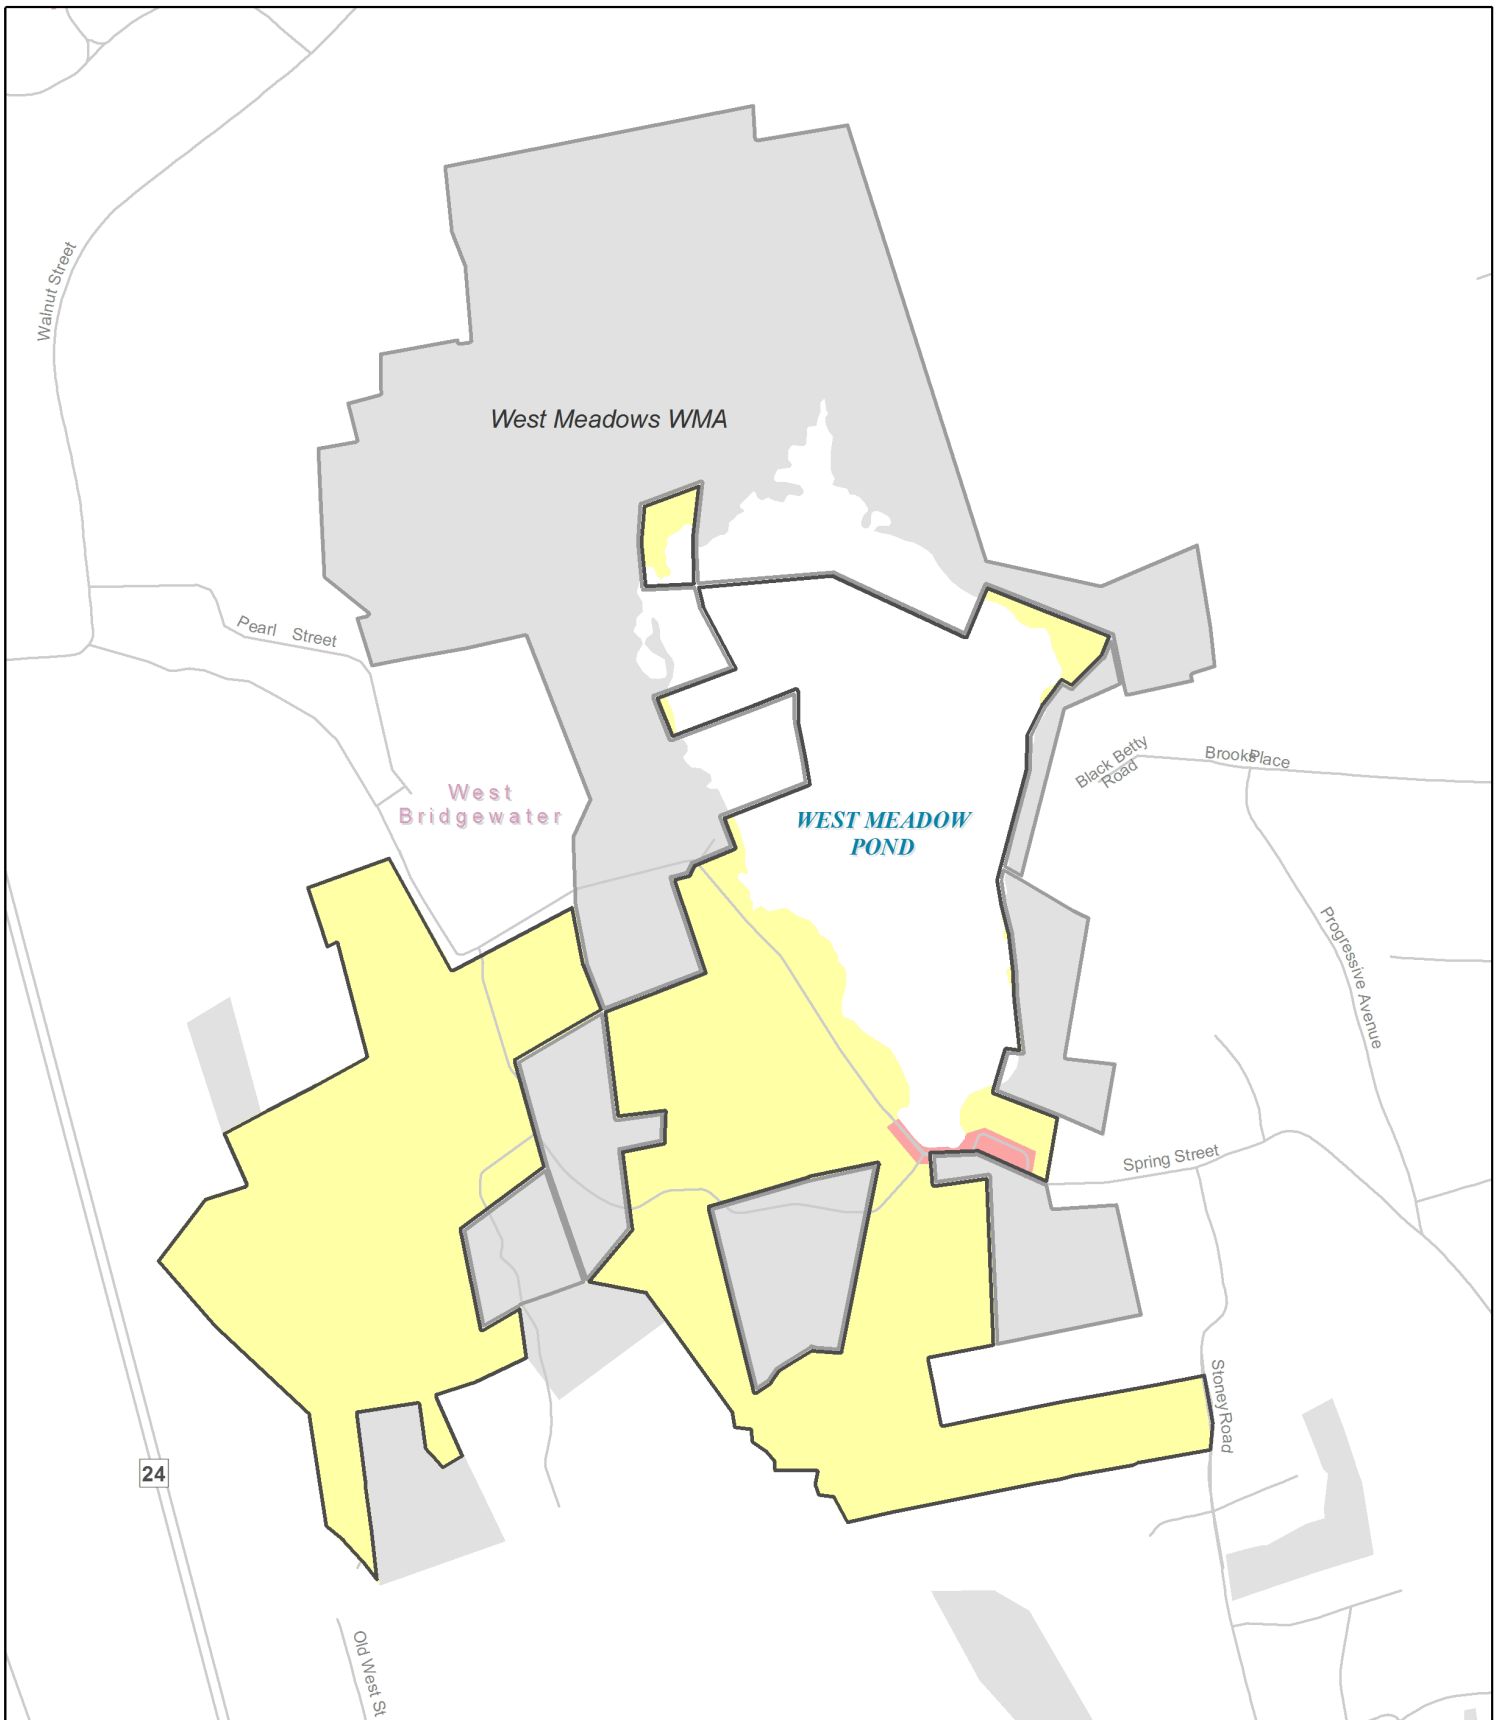 Walnut Street
West Meadows WMA
Pearl Street
Black Betty
Road
Brooks Place
West
Bridgewater
WEST MEADOW
POND
Progressive Avenue
Spring Street
Stoney Road
24
Old West St